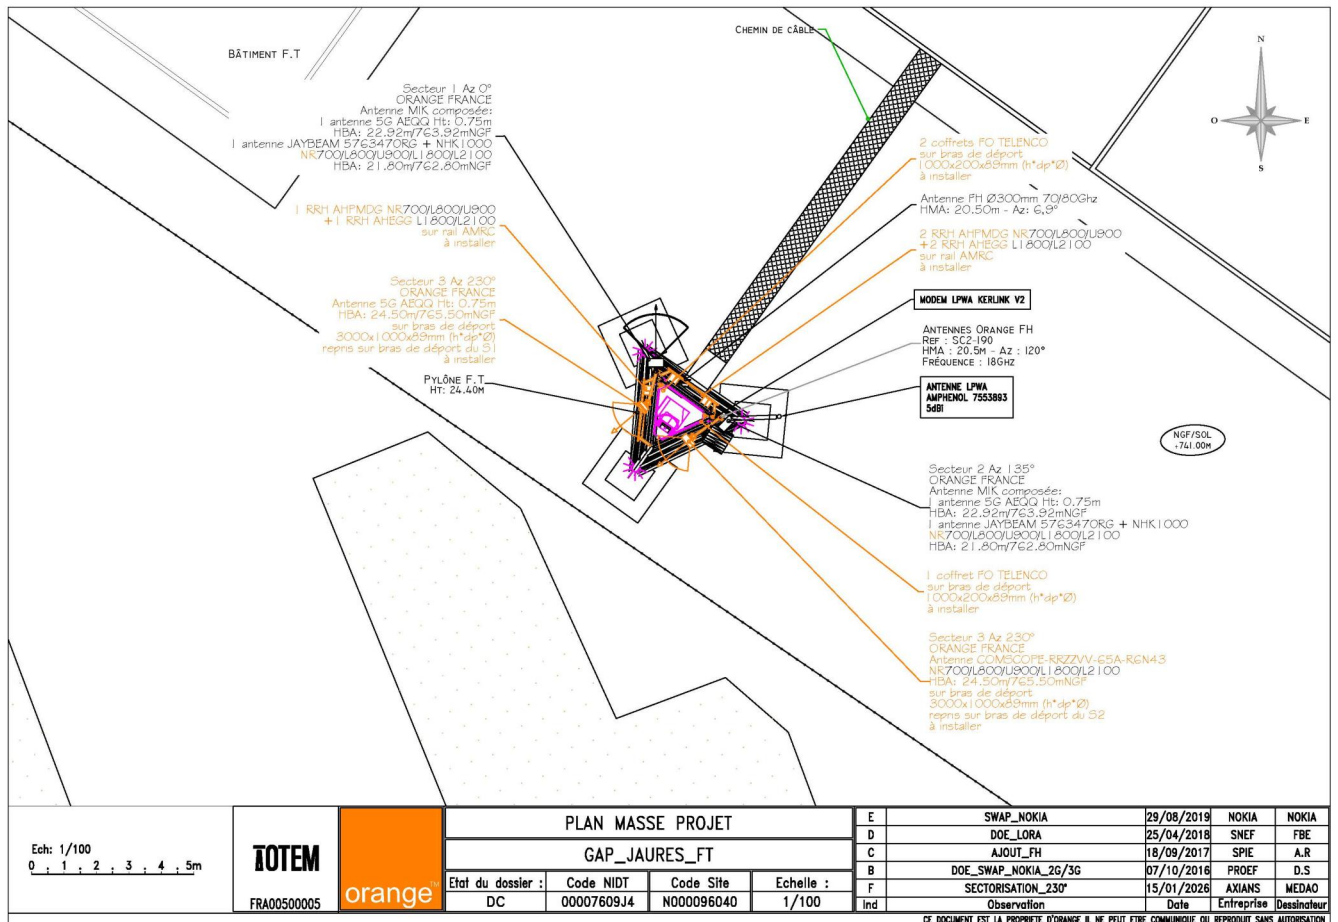 BÂTIMENT F.T
CHEMIN DE CÂBLE
N
O
E
S
Secteur 1 Az 0°
ORANGE FRANCE
Antenne MIK composée:
1 antenne 5G AEQQ Ht: 0.75m
HBA: 22.92m/763.92mNGF
1 antenne JAYBEAM 5763470RG + NHK1000
NR700/L800/U900/L1800/L2100
HBA: 21.80m/762.80mNGF
1 RRH AHPMDG NR700/L800/U900
+1 RRH AHEGG L1800/L2100
sur rail AMRC
à installer
Secteur 3 Az 230°
ORANGE FRANCE
Antenne 5G AEQQ Ht: 0.75m
HBA: 24.50m/765.50mNGF
sur bras de déport
3000x1000x89mm (h*dp*Ø)
repris sur bras de déport du S1
à installer
PYLÔNE F.T
HT: 24.40M
2 coffrets FO TELENCO
sur bras de déport
1000x200x89mm (h*dp*Ø)
à installer
Antenne FH Ø300mm 70/80Ghz
HMA: 20.50m - Az: 6,9°
2 RRH AHPMDG NR700/L800/U900
+2 RRH AHEGG L1800/L2100
sur rail AMRC
à installer
MODEM LPWA KERLINK V2
ANTENNES ORANGE FH
REF : SC2-190
HMA : 20.5M - AZ : 120°
FRÉQUENCE : 18GHZ
ANTENNE LPWA
AMPHENOL 7553893
5dBi
NGF/SOL
+741.00M
Secteur 2 Az 135°
ORANGE FRANCE
Antenne MIK composée:
1 antenne 5G AEQQ Ht: 0.75m
HBA: 22.92m/763.92mNGF
1 antenne JAYBEAM 5763470RG + NHK1000
NR700/L800/U900/L1800/L2100
HBA: 21.80m/762.80mNGF
1 coffret FO TELENCO
sur bras de déport
1000x200x89mm (h*dp*Ø)
à installer
Secteur 3 Az 230°
ORANGE FRANCE
Antenne COMSCOPE-RRZZVV-65A-R6N43
NR700/L800/U900/L1800/L2100
HBA: 24.50m/765.50mNGF
sur bras de déport
3000x1000x89mm (h*dp*Ø)
repris sur bras de déport du S2
à installer
Ech: 1/100
0 1 2 3 4 5m
TOTEM
FRA00500005
orange™
PLAN MASSE PROJET
GAP_JAURES_FT
Etat du dossier : Code NIDT Code Site Echelle :
DC 00007609J4 N000096040 1/100
E SWAP_NOKIA 29/08/2019 NOKIA NOKIA
D DOE_LORA 25/04/2018 SNEF FBE
C AJOUT_FH 18/09/2017 SPIE A.R
B DOE_SWAP_NOKIA_2G/3G 07/10/2016 PROEF D.S
F SECTORISATION_230° 15/01/2026 AXIANS MEDAO
Ind Observation Date Entreprise Dessinateur
CE DOCUMENT EST LA PROPRIETE D'ORANGE IL NE PEUT ETRE COMMUNIQUE OU REPRODUIT SANS AUTORISATION